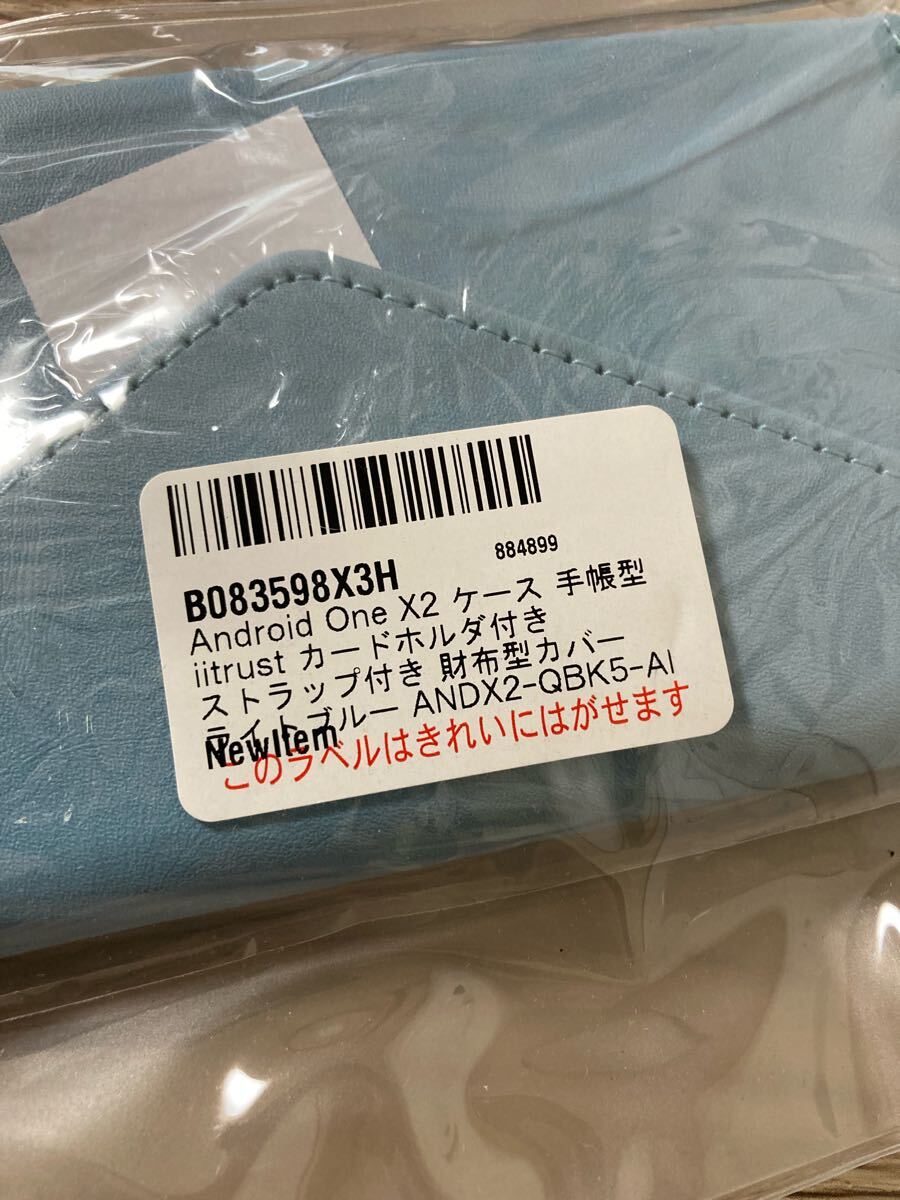 884899
B083598X3H
Android One X2 ケース 手帳型
iitrust カードホルダ付き
ストラップ付き 財布型カバー
ライトブルー ANDX2-QBK5-AI
NewItem
このラベルはきれいにはがせます